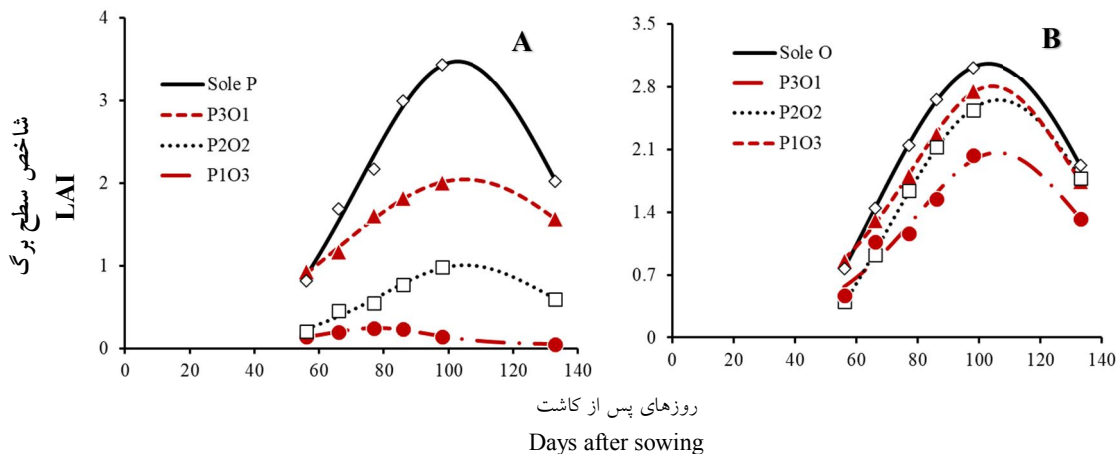 شاخص سطح برگ
LAI
A
4
3
2
1
0
Sole P
P3O1
P2O2
P1O3
0 20 40 60 80 100 120 140
B
3.5
2.8
2.1
1.4
0.7
0
Sole O
P3O1
P2O2
P1O3
0 20 40 60 80 100 120 140
روزهای پس از کاشت
Days after sowing